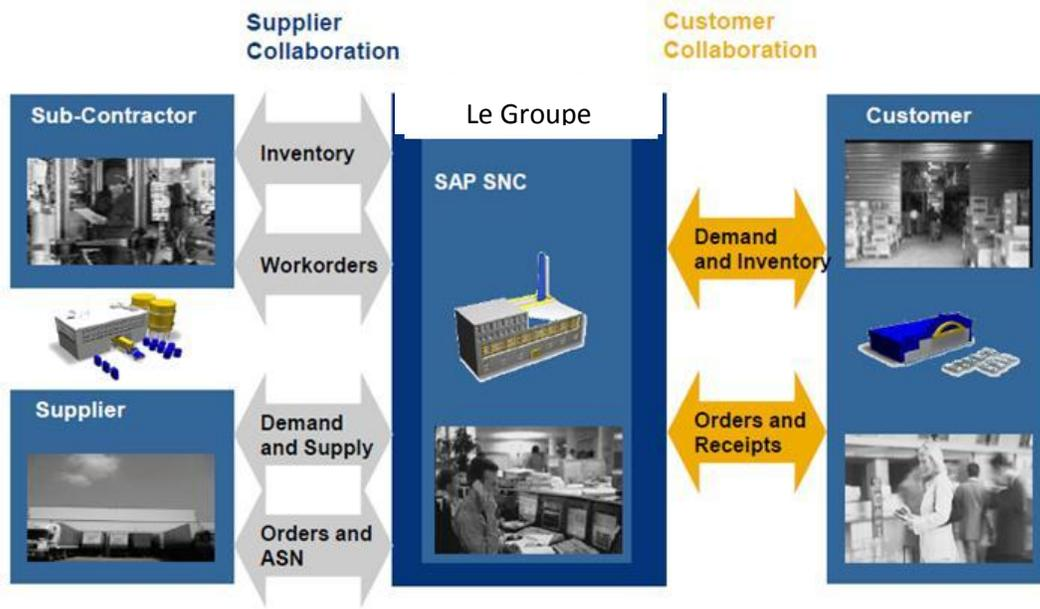 Supplier
Collaboration
Customer
Collaboration
Sub-Contractor
Inventory
Workorders
Supplier
Demand
and Supply
Orders and
ASN
Le Groupe
SAP SNC
Demand
and Inventory
Orders and
Receipts
Customer